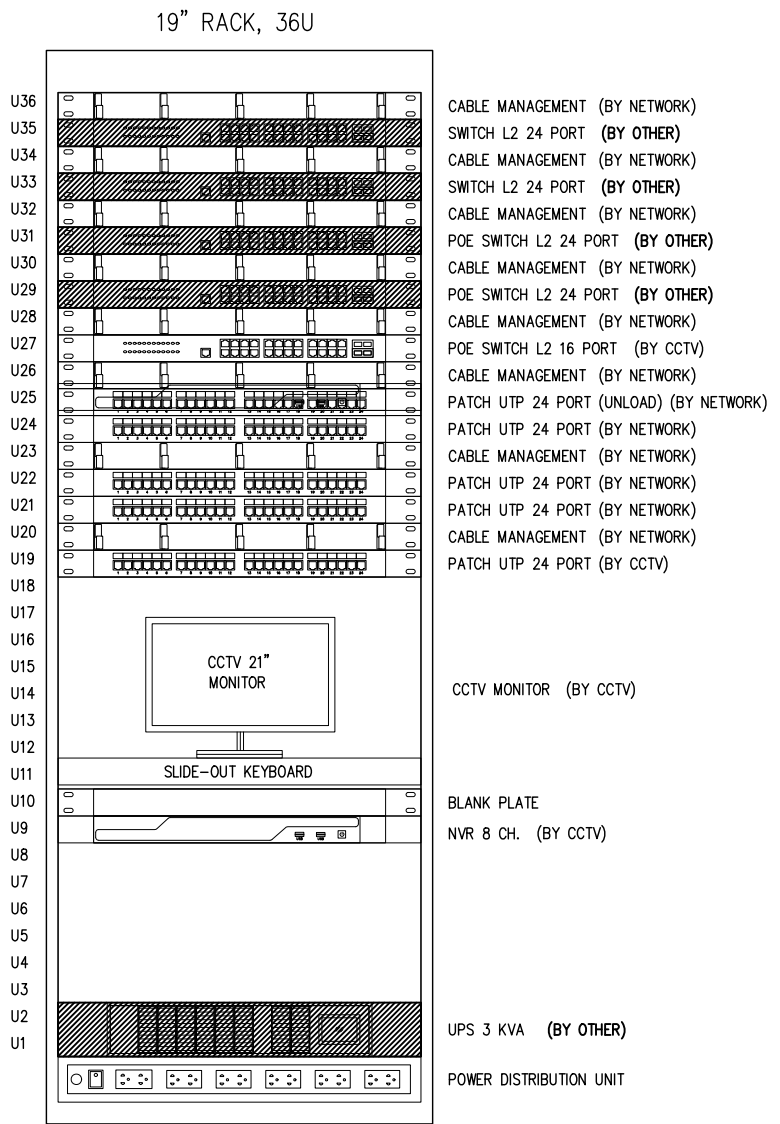 19” RACK, 36U
U36 CABLE MANAGEMENT (BY NETWORK)
U35 SWITCH L2 24 PORT (BY OTHER)
U34 CABLE MANAGEMENT (BY NETWORK)
U33 SWITCH L2 24 PORT (BY OTHER)
U32 CABLE MANAGEMENT (BY NETWORK)
U31 POE SWITCH L2 24 PORT (BY OTHER)
U30 CABLE MANAGEMENT (BY NETWORK)
U29 POE SWITCH L2 24 PORT (BY OTHER)
U28 CABLE MANAGEMENT (BY NETWORK)
U27 POE SWITCH L2 16 PORT (BY CCTV)
U26 CABLE MANAGEMENT (BY NETWORK)
U25 PATCH UTP 24 PORT (UNLOAD) (BY NETWORK)
U24 PATCH UTP 24 PORT (BY NETWORK)
U23 CABLE MANAGEMENT (BY NETWORK)
U22 PATCH UTP 24 PORT (BY NETWORK)
U21 PATCH UTP 24 PORT (BY NETWORK)
U20 CABLE MANAGEMENT (BY NETWORK)
U19 PATCH UTP 24 PORT (BY CCTV)
U18
U17
U16
U15 CCTV 21”
MONITOR
U14 CCTV MONITOR (BY CCTV)
U13
U12
U11 SLIDE-OUT KEYBOARD
U10 BLANK PLATE
U9 NVR 8 CH. (BY CCTV)
U8
U7
U6
U5
U4
U3
U2
U1 UPS 3 KVA (BY OTHER)
POWER DISTRIBUTION UNIT